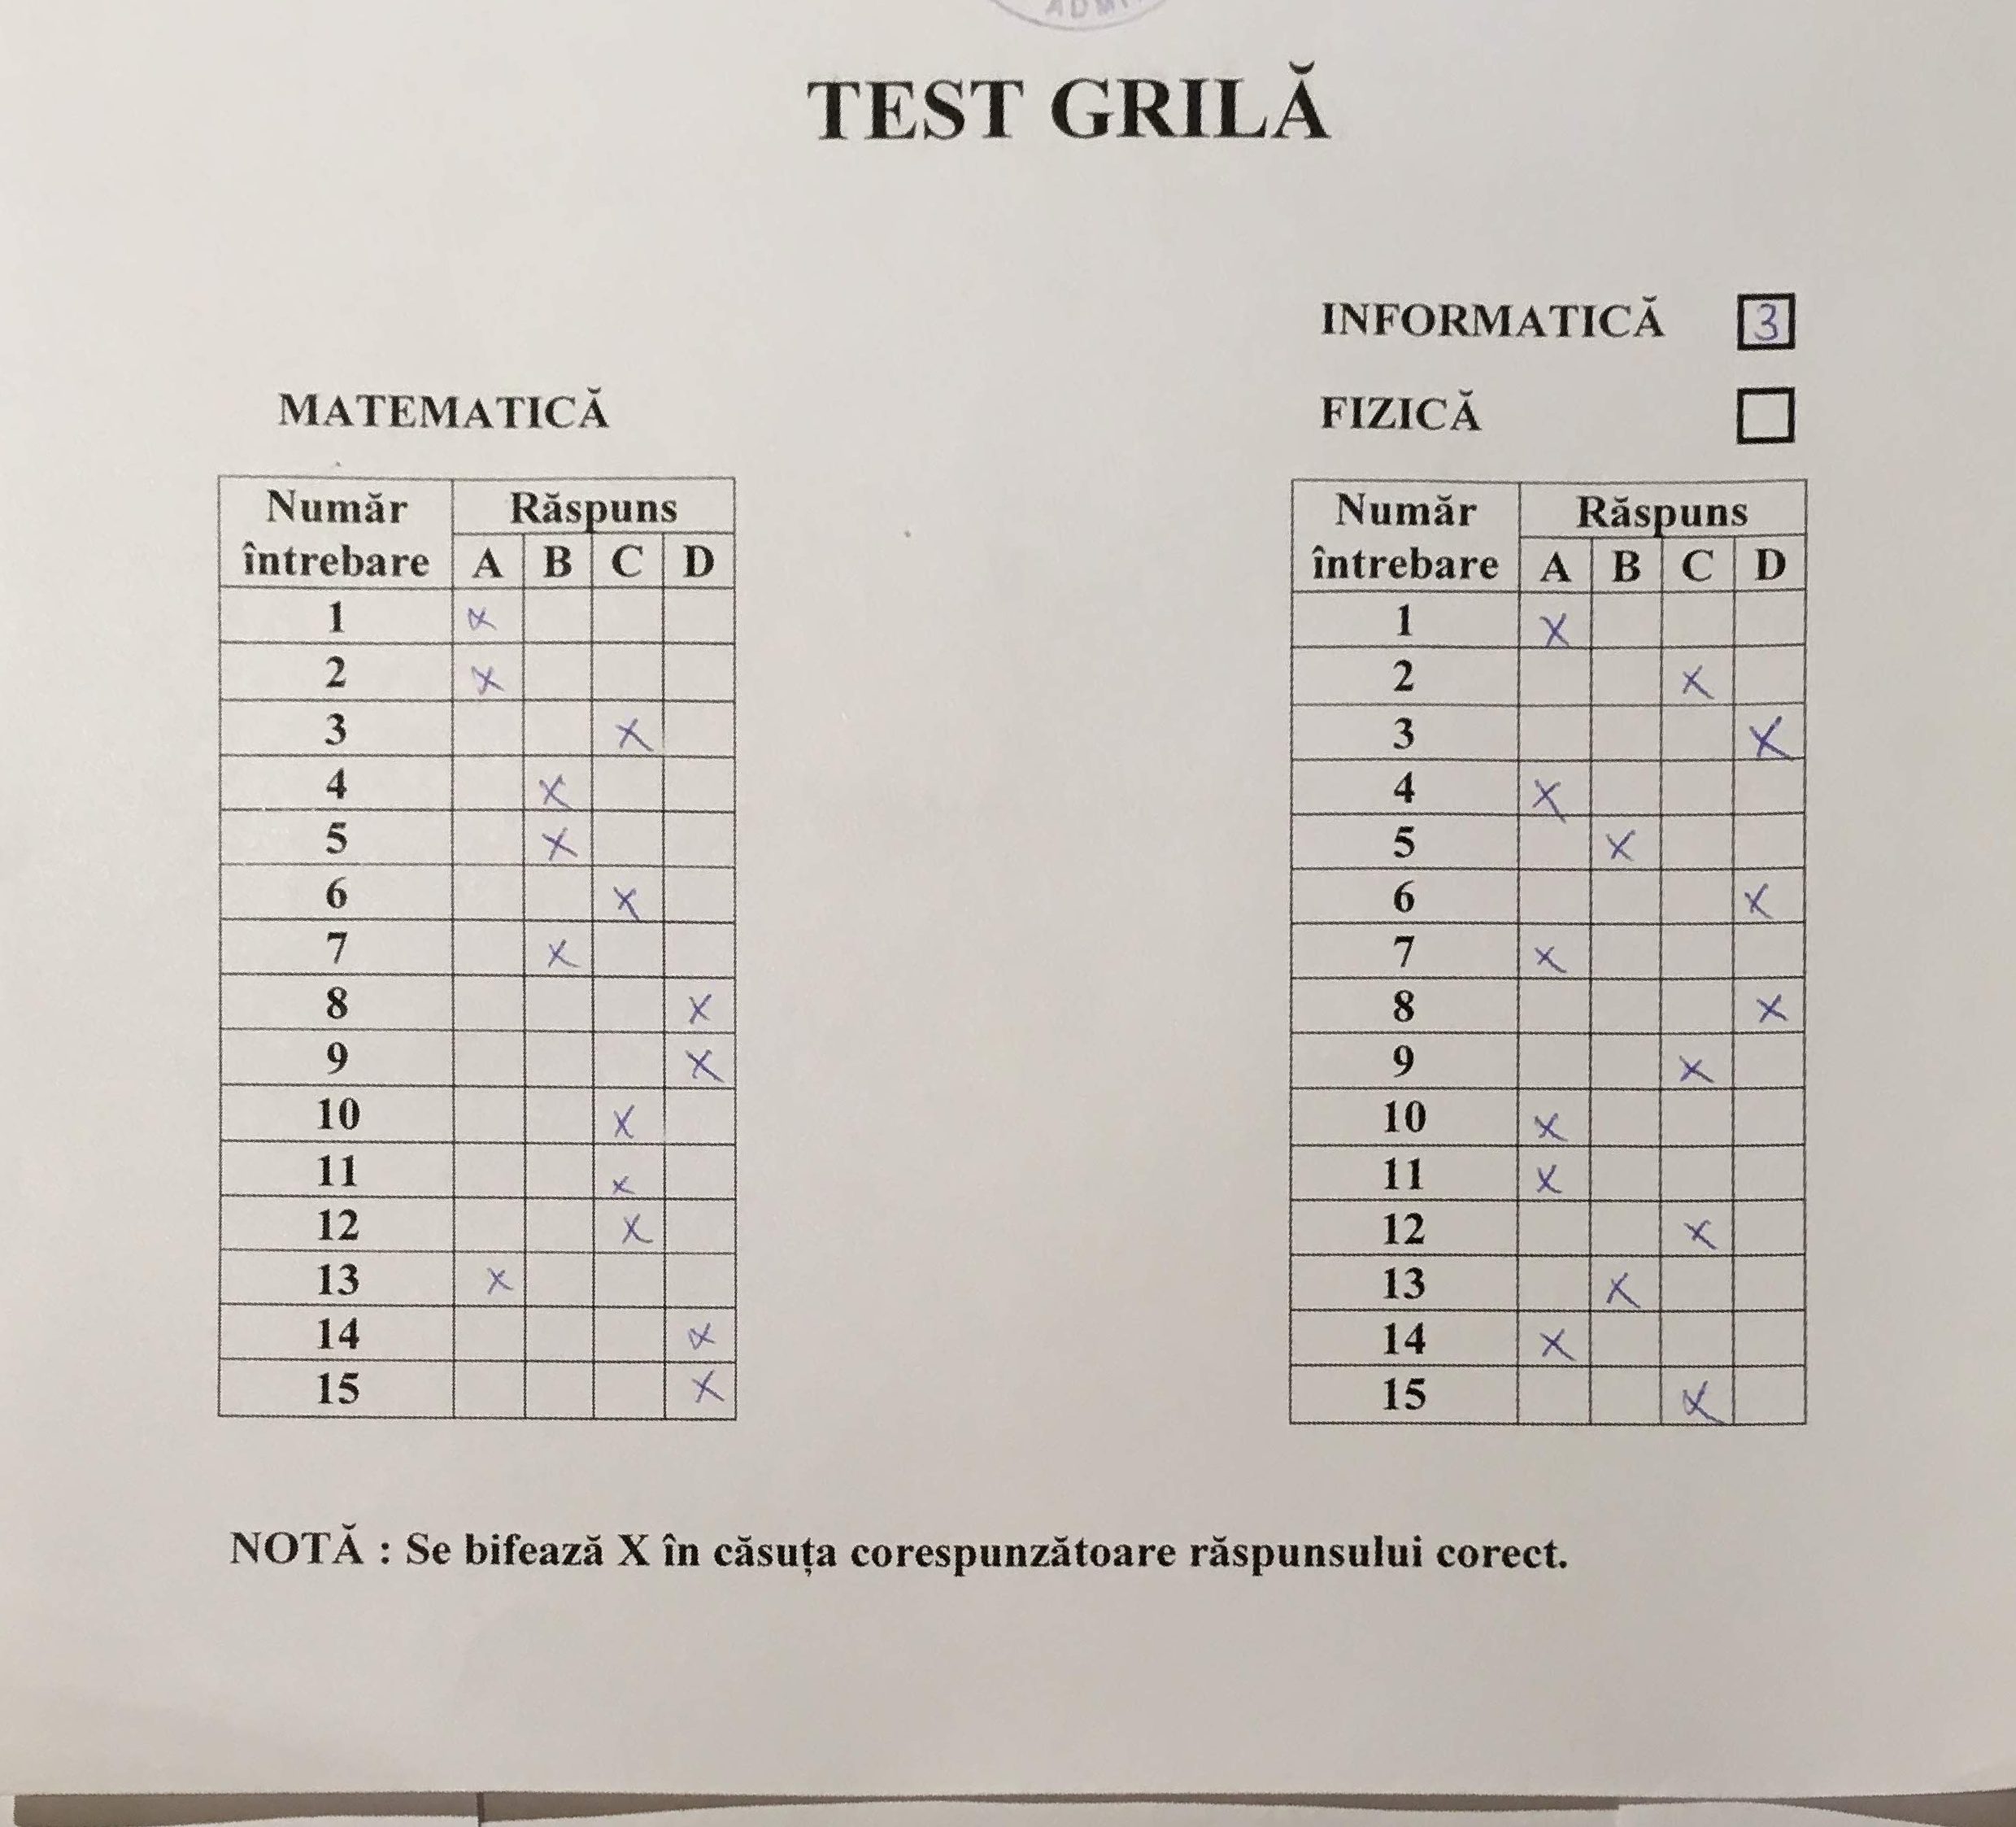 ADM
TEST GRILĂ
INFORMATICĂ 3
FIZICĂ
MATEMATICĂ
Număr întrebare Răspuns
A B C D
1 x
2 x
3 x
4 x
5 x
6 x
7 x
8 x
9 x
10 x
11 x
12 x
13 x
14 x
15 x
Număr întrebare Răspuns
A B C D
1 x
2 x
3 x
4 x
5 x
6 x
7 x
8 x
9 x
10 x
11 x
12 x
13 x
14 x
15 x
NOTĂ : Se bifează X în căsuța corespunzătoare răspunsului corect.